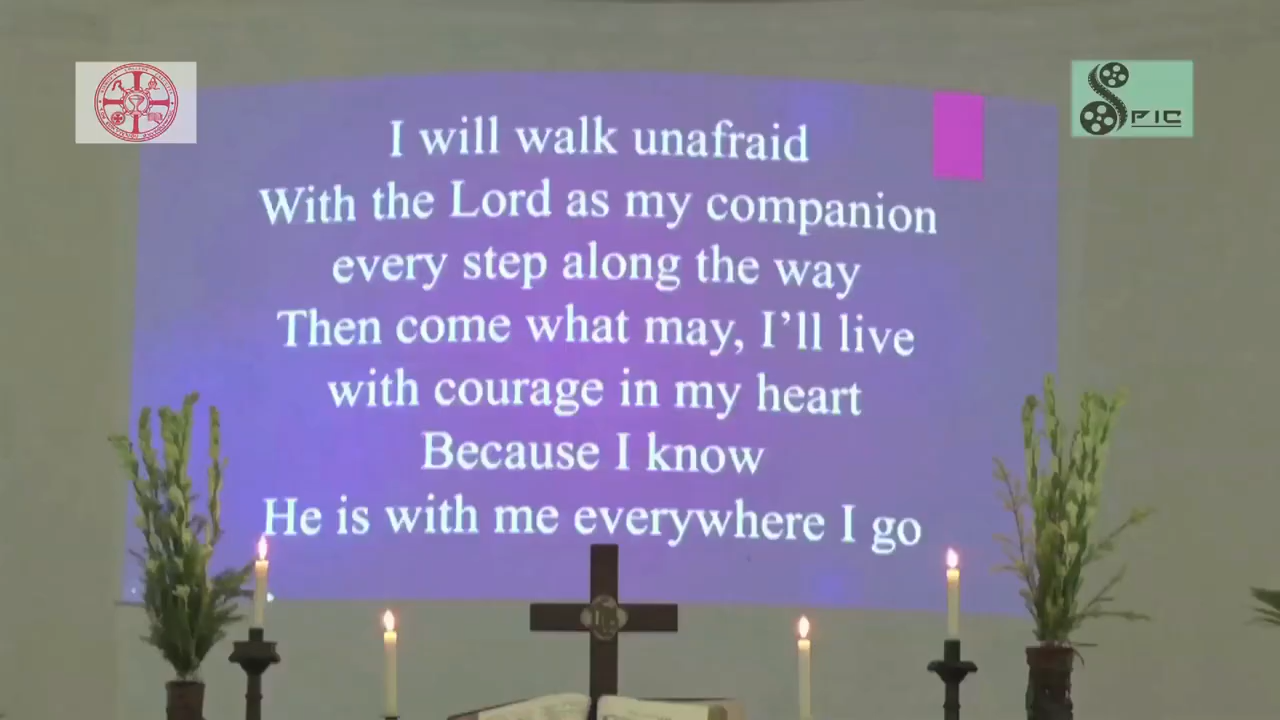 I will walk unafraid
With the Lord as my companion
every step along the way
Then come what may, I'll live
with courage in my heart
Because I know
He is with me everywhere I go
PIC